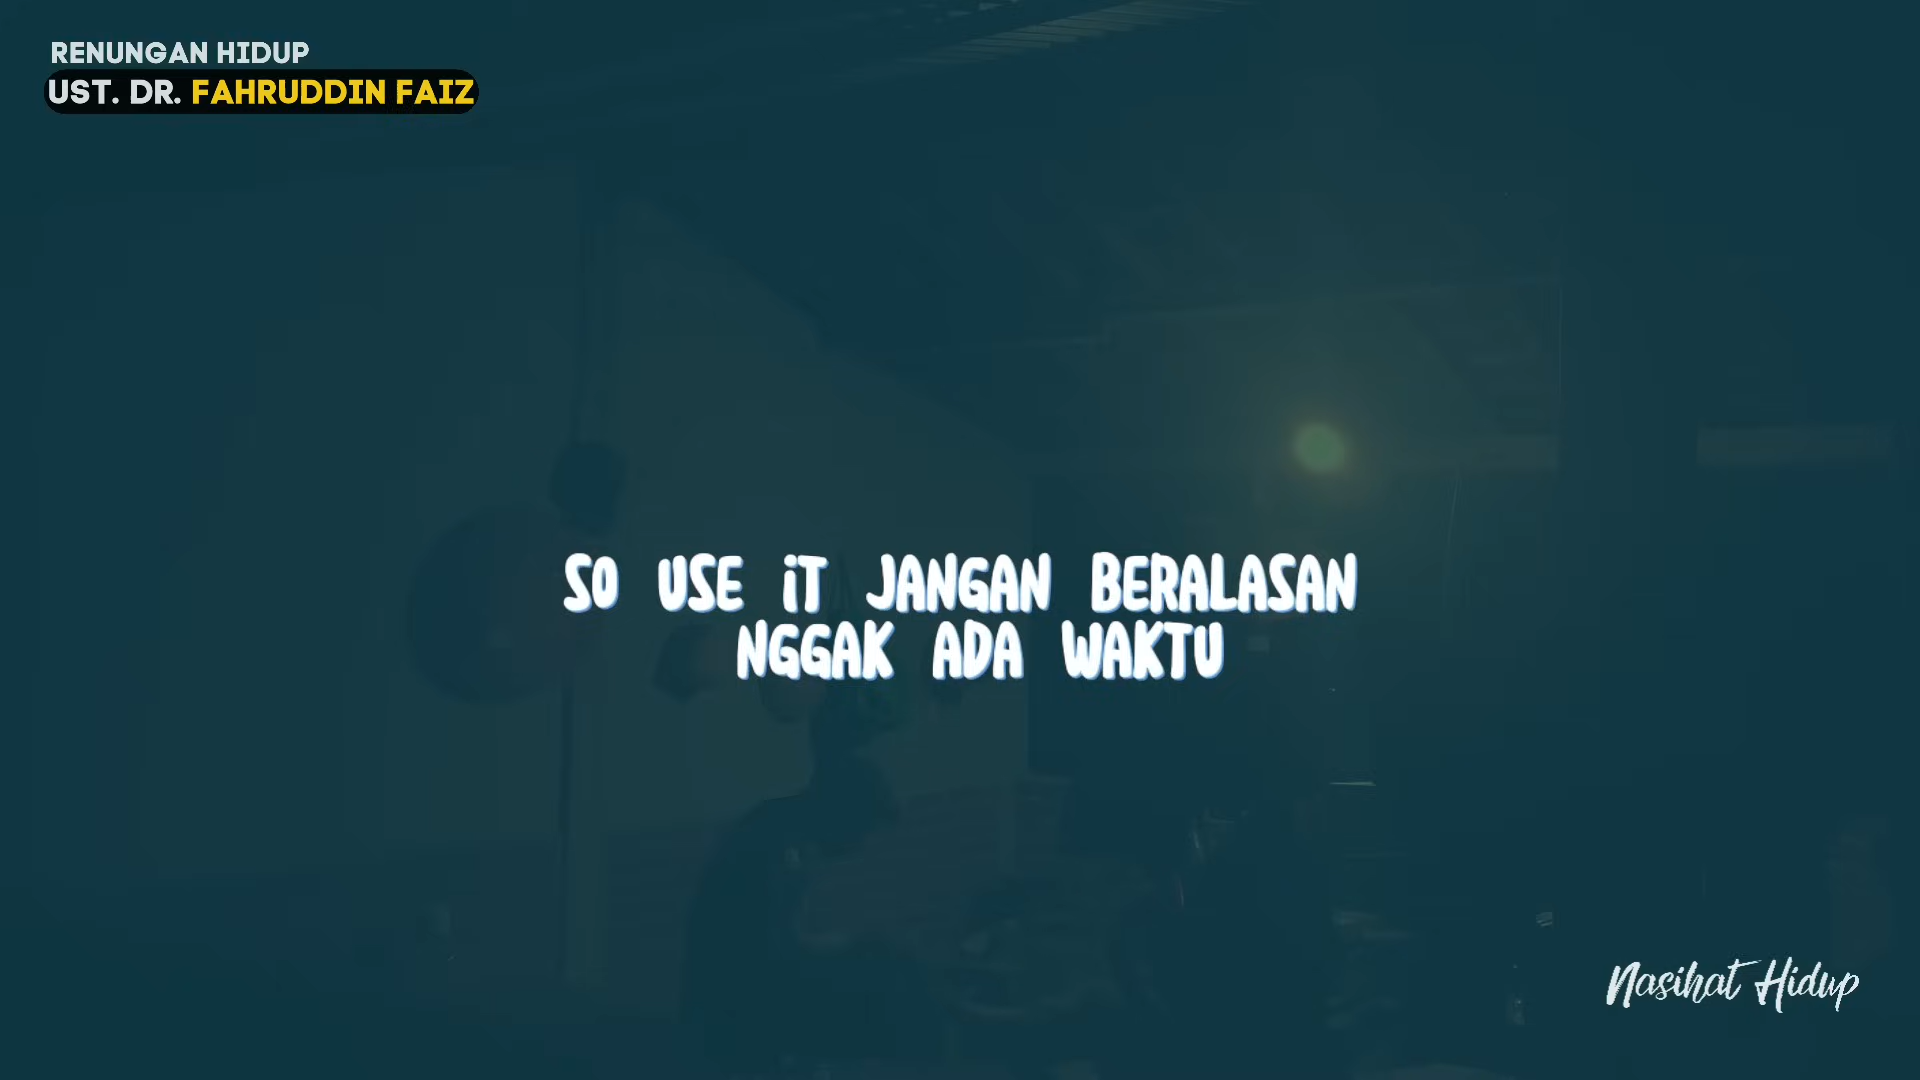 RENUNGAN HIDUP
UST. DR. FAHRUDDIN FAIZ
SO USE iT JANGAN BERALASAN
NGGAK ADA WAKTU
Nasihat Hidup